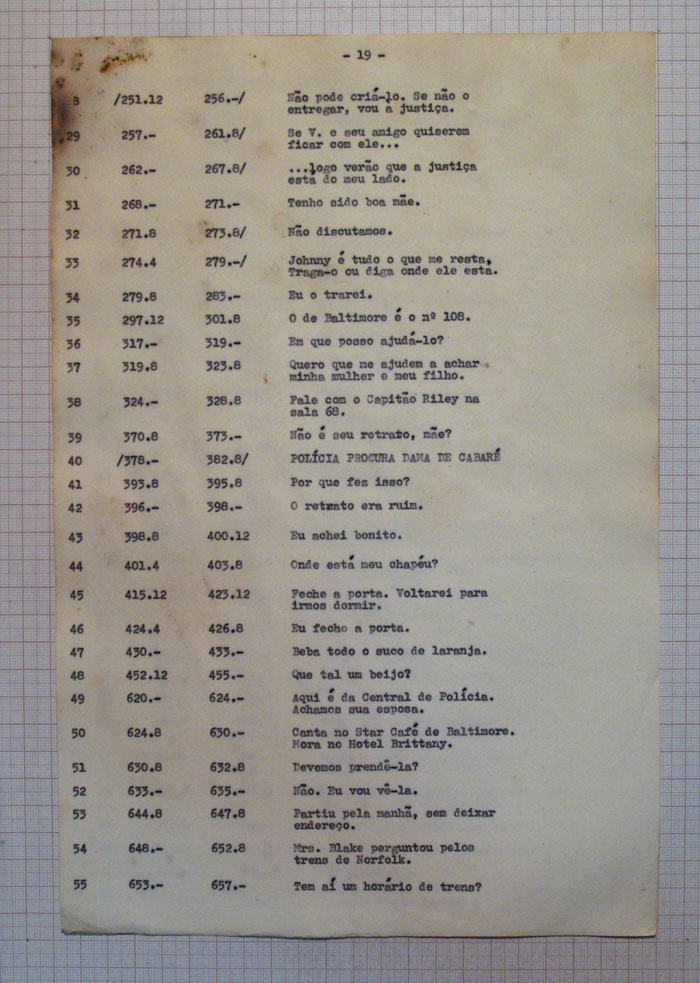 - 19 -
8 /251.12 256.-/ Não pode criá-lo. Se não o
entregar, vou a justiça.
29 257.- 261.8/ Se V. e seu amigo quiserem
ficar com ele...
30 262.- 267.8/ ...logo verão que a justiça
esta do meu lado.
31 268.- 271.- Tenho sido boa mãe.
32 271.8 273.8/ Não discutamos.
33 274.4 279.-/ Johnny é tudo o que me resta,
Traga-o ou diga onde ele esta.
34 279.8 283.- Eu o trarei.
35 297.12 301.8 O de Baltimore é o nº 108.
36 317.- 319.- Em que posso ajudá-lo?
37 319.8 323.8 Quero que me ajudem a achar
minha mulher e meu filho.
38 324.- 328.8 Fale com o Capitão Riley na
sala 68.
39 370.8 373.- Não é seu retrato, mãe?
40 /378.- 382.8/ POLÍCIA PROCURA DAMA DE CABARÉ
41 393.8 395.8 Por que fez isso?
42 396.- 398.- O retrato era ruim.
43 398.8 400.12 Eu achei bonito.
44 401.4 403.8 Onde está meu chapéu?
45 415.12 423.12 Feche a porta. Voltarei para
irmos dormir.
46 424.4 426.8 Eu fecho a porta.
47 430.- 433.- Beba todo o suco de laranja.
48 452.12 455.- Que tal um beijo?
49 620.- 624.- Aqui é da Central de Polícia.
Achamos sua esposa.
50 624.8 630.- Canta no Star Café de Baltimore.
Mora no Hotel Brittany.
51 630.8 632.8 Devemos prendê-la?
52 633.- 635.- Não. Eu vou vê-la.
53 644.8 647.8 Partiu pela manhã, sem deixar
endereço.
54 648.- 652.8 Mrs. Blake perguntou pelos
trens de Norfolk.
55 653.- 657.- Tem aí um horário de trens?